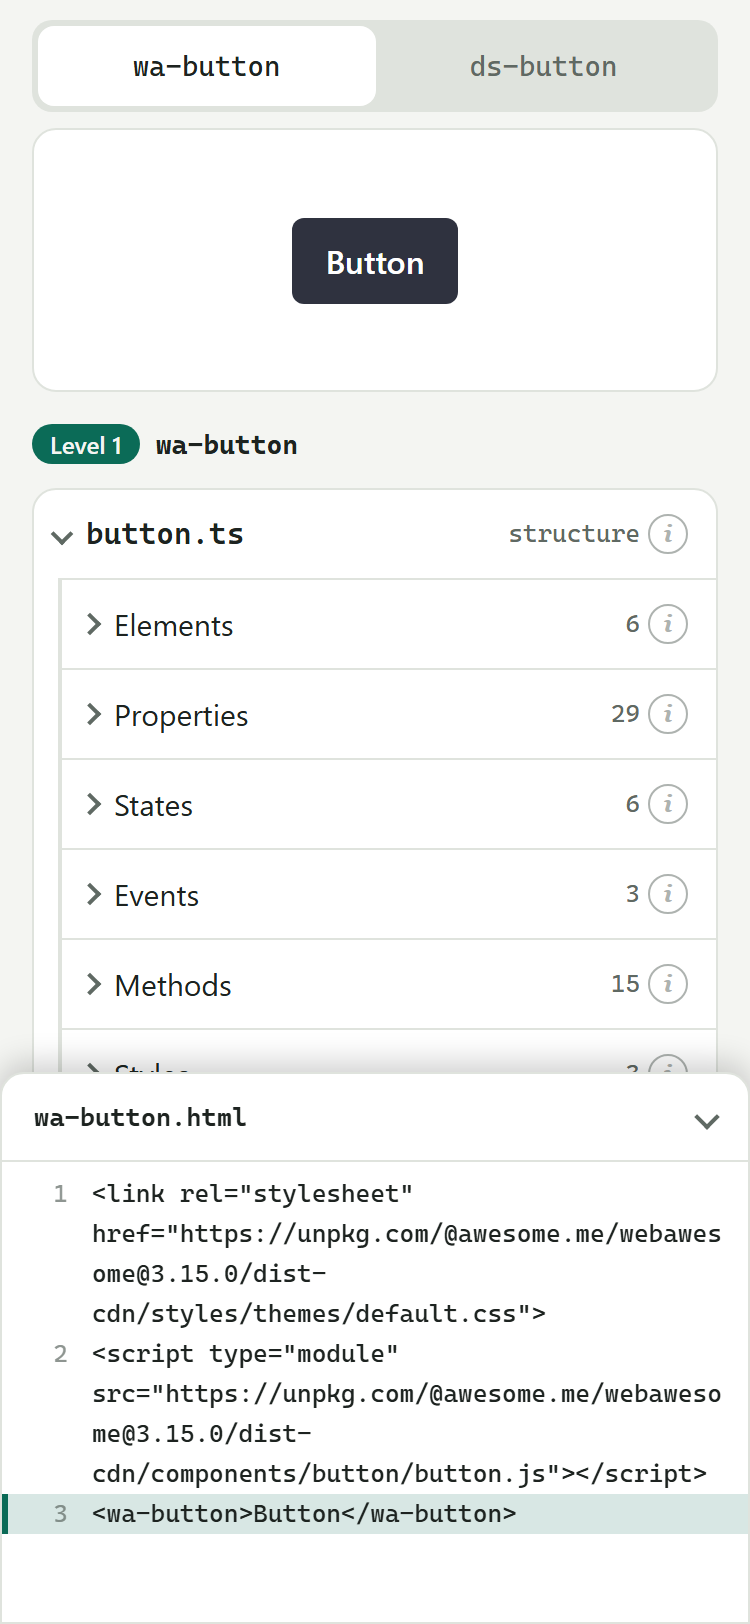 wa-button
ds-button
Button
Level 1 wa-button
button.ts structure i
Elements 6 i
Properties 29 i
States 6 i
Events 3 i
Methods 15 i
Styles 3 i
wa-button.html
1 <link rel="stylesheet"
href="https://unpkg.com/@awesome.me/webawes
ome@3.15.0/dist-
cdn/styles/themes/default.css">
2 <script type="module"
src="https://unpkg.com/@awesome.me/webaweso
me@3.15.0/dist-
cdn/components/button/button.js"></script>
3 <wa-button>Button</wa-button>